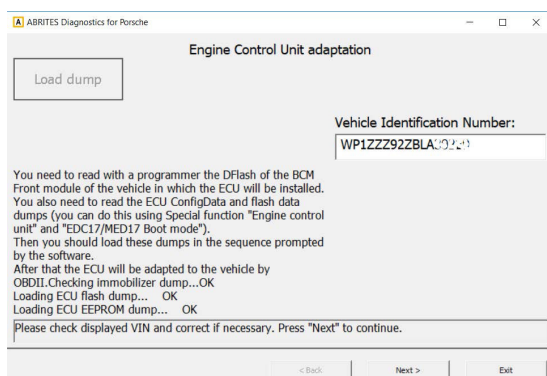 ABRITES Diagnostics for Porsche
Engine Control Unit adaptation
Load dump
Vehicle Identification Number:
You need to read with a programmer the DFlash of the BCM
Front module of the vehicle in which the ECU will be installed.
You also need to read the ECU ConfigData and flash data
dumps (you can do this using Special function "Engine control
unit" and "EDC17/MED17 Boot mode").
Then you should load these dumps in the sequence prompted
by the software.
After that the ECU will be adapted to the vehicle by
OBDII.Checking immobilizer dump...OK
Loading ECU flash dump... OK
Loading ECU EEPROM dump... OK
Please check displayed VIN and correct if necessary. Press "Next" to continue.
< Back
Next >
Exit